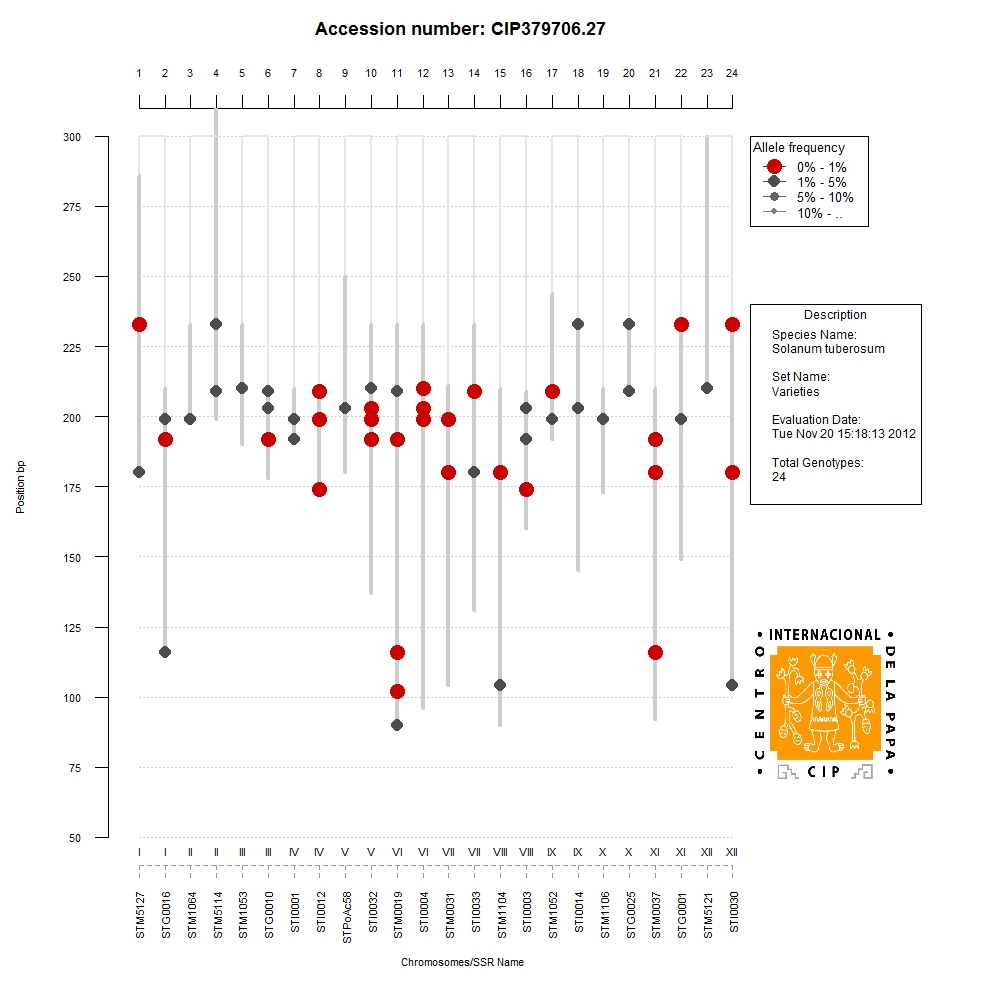 Accession number: CIP379706.27
1 2 3 4 5 6 7 8 9 10 11 12 13 14 15 16 17 18 19 20 21 22 23 24
300
275
250
225
200
175
150
125
100
75
50
Position bp
Allele frequency
0% - 1%
1% - 5%
5% - 10%
10% - ..
Description
Species Name:
Solanum tuberosum
Set Name:
Varieties
Evaluation Date:
Tue Nov 20 15:18:13 2012
Total Genotypes:
24
• INTERNACIONAL •
• CENTRO
DE LA PAPA •
CIP
I I II II III III IV IV V V VI VI VII VII VIII VIII IX IX X X XI XI XII XII
STM5127
STG0016
STM1064
STM5114
STM1053
STG0010
STI0001
STI0012
STPoAc58
STI0032
STM0019
STI0004
STM0031
STI0033
STM1104
STI0003
STM1052
STI0014
STM1106
STG0025
STM0037
STG0001
STM5121
STI0030
Chromosomes/SSR Name